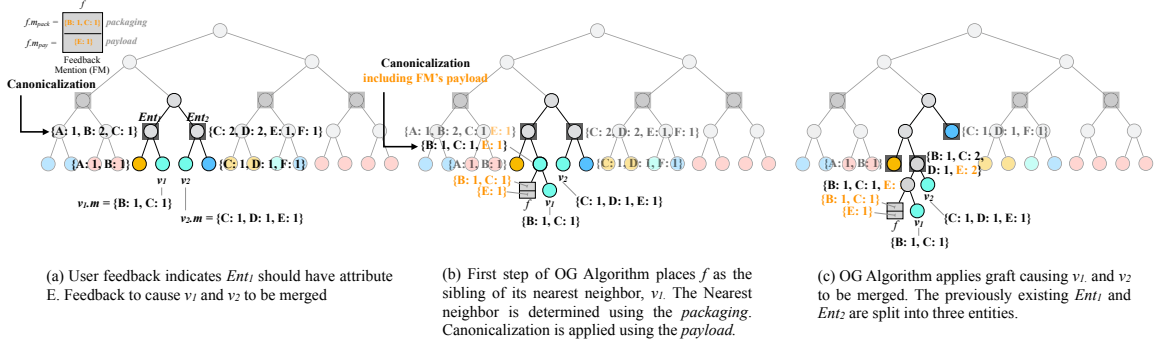 f
f.mpack = {B: 1, C: 1} packaging
f.mpay = {E: 1} payload
Feedback
Mention (FM)
Canonicalization
Ent1
Ent2
{A: 1, B: 2, C: 1}
{C: 2, D: 2, E: 1, F: 1}
{A: 1, B: 1}
{C: 1, D: 1, F: 1}
v1
v2
v1.m = {B: 1, C: 1}
v2.m = {C: 1, D: 1, E: 1}
(a) User feedback indicates Ent1 should have attribute
E. Feedback to cause v1 and v2 to be merged
Canonicalization
including FM's payload
{A: 1, B: 2, C: 1 E: 1}
{C: 2, D: 2, E: 1, F: 1}
{B: 1, C: 1, E: 1}
{A: 1, B: 1}
{C: 1, D: 1, F: 1}
{B: 1, C: 1}
{E: 1}
v2
f
v1
{C: 1, D: 1, E: 1}
{B: 1, C: 1}
(b) First step of OG Algorithm places f as the
sibling of its nearest neighbor, v1. The Nearest
neighbor is determined using the packaging.
Canonicalization is applied using the payload.
{C: 1, D: 1, F: 1}
{A: 1, B: 1}
{B: 1, C: 2,
D: 1, E: 2}
{B: 1, C: 1, E:
{B: 1, C: 1}
{E: 1}
v2
f
v1
{C: 1, D: 1, E: 1}
{B: 1, C: 1}
(c) OG Algorithm applies graft causing v1. and v2
to be merged. The previously existing Ent1 and
Ent2 are split into three entities.